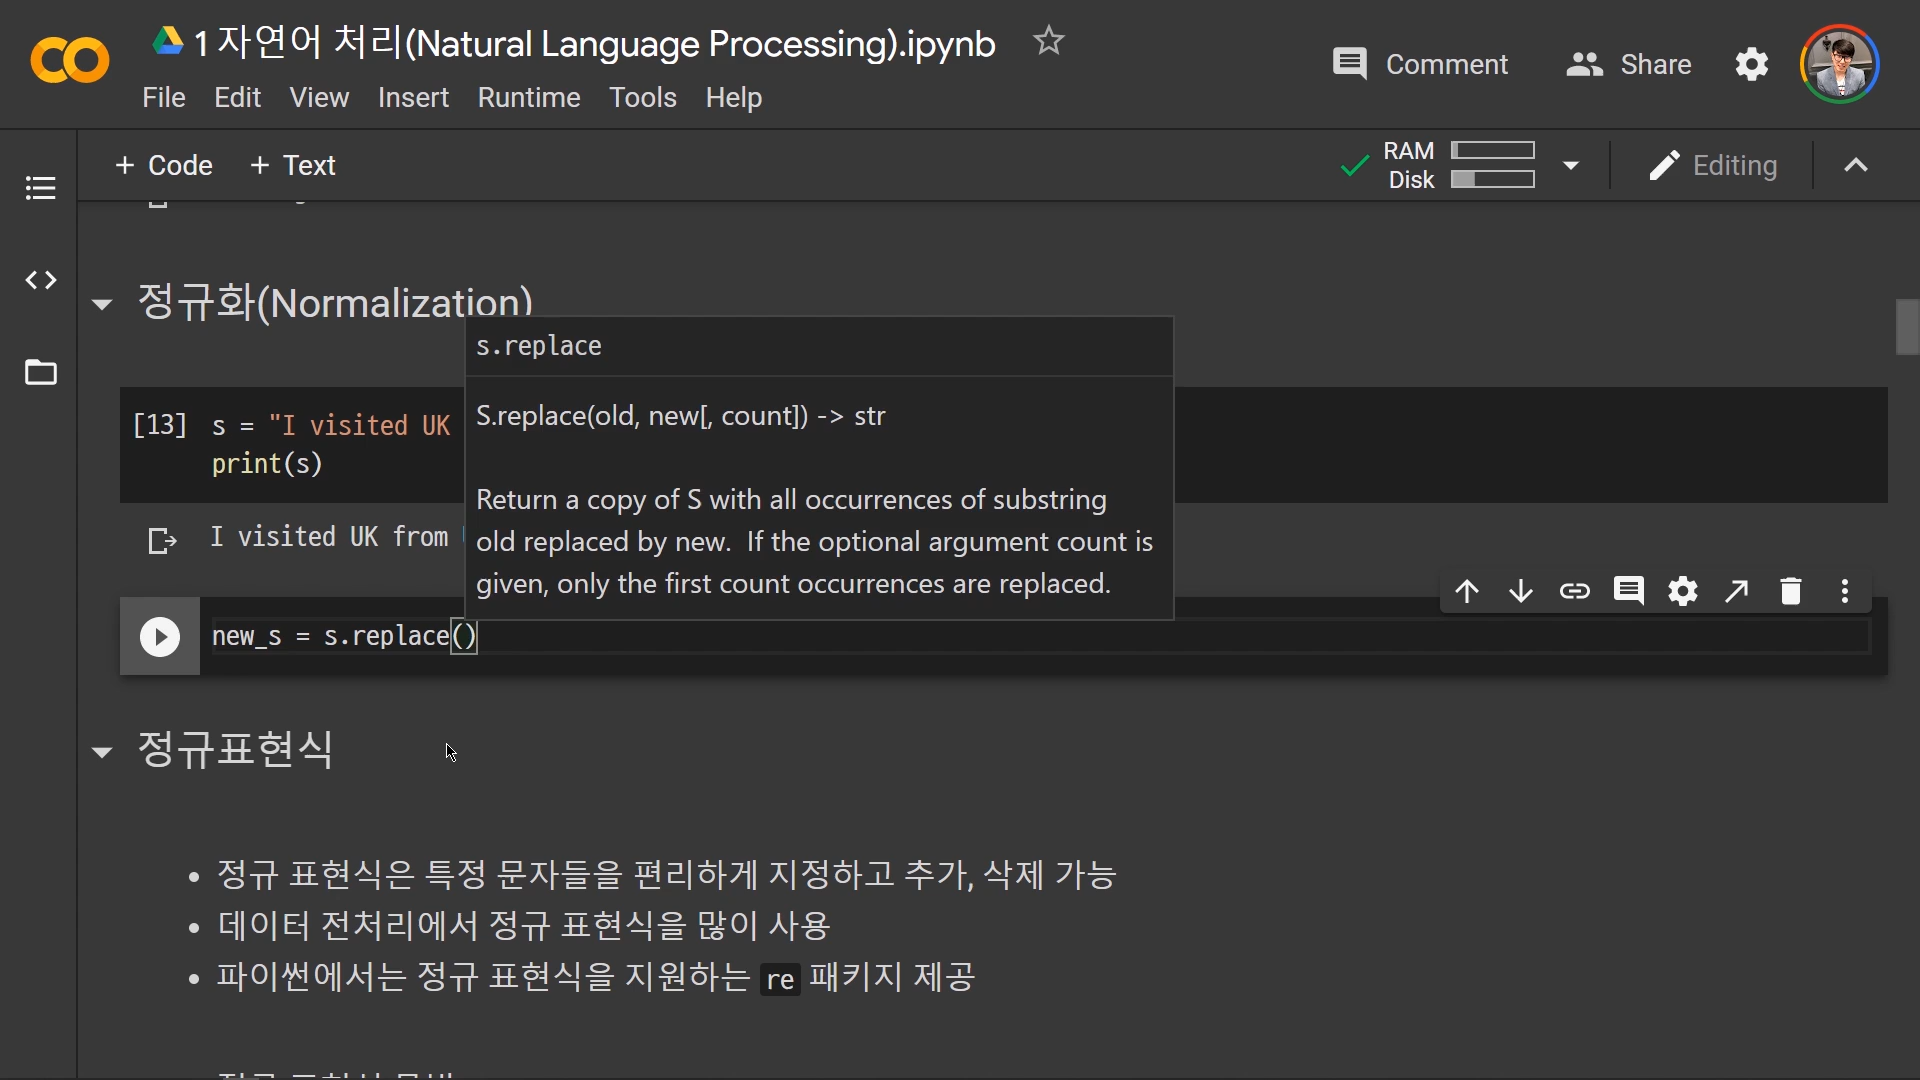 1 자연어 처리(Natural Language Processing).ipynb
Comment
Share
File Edit View Insert Runtime Tools Help
+ Code + Text
RAM
Disk
Editing
정규화(Normalization)
s.replace
S.replace(old, new[, count]) -> str
Return a copy of S with all occurrences of substring
old replaced by new. If the optional argument count is
given, only the first count occurrences are replaced.
[13] s = "I visited UK
print(s)
I visited UK from
new_s = s.replace()
정규표현식
• 정규 표현식은 특정 문자들을 편리하게 지정하고 추가, 삭제 가능
• 데이터 전처리에서 정규 표현식을 많이 사용
• 파이썬에서는 정규 표현식을 지원하는 re 패키지 제공